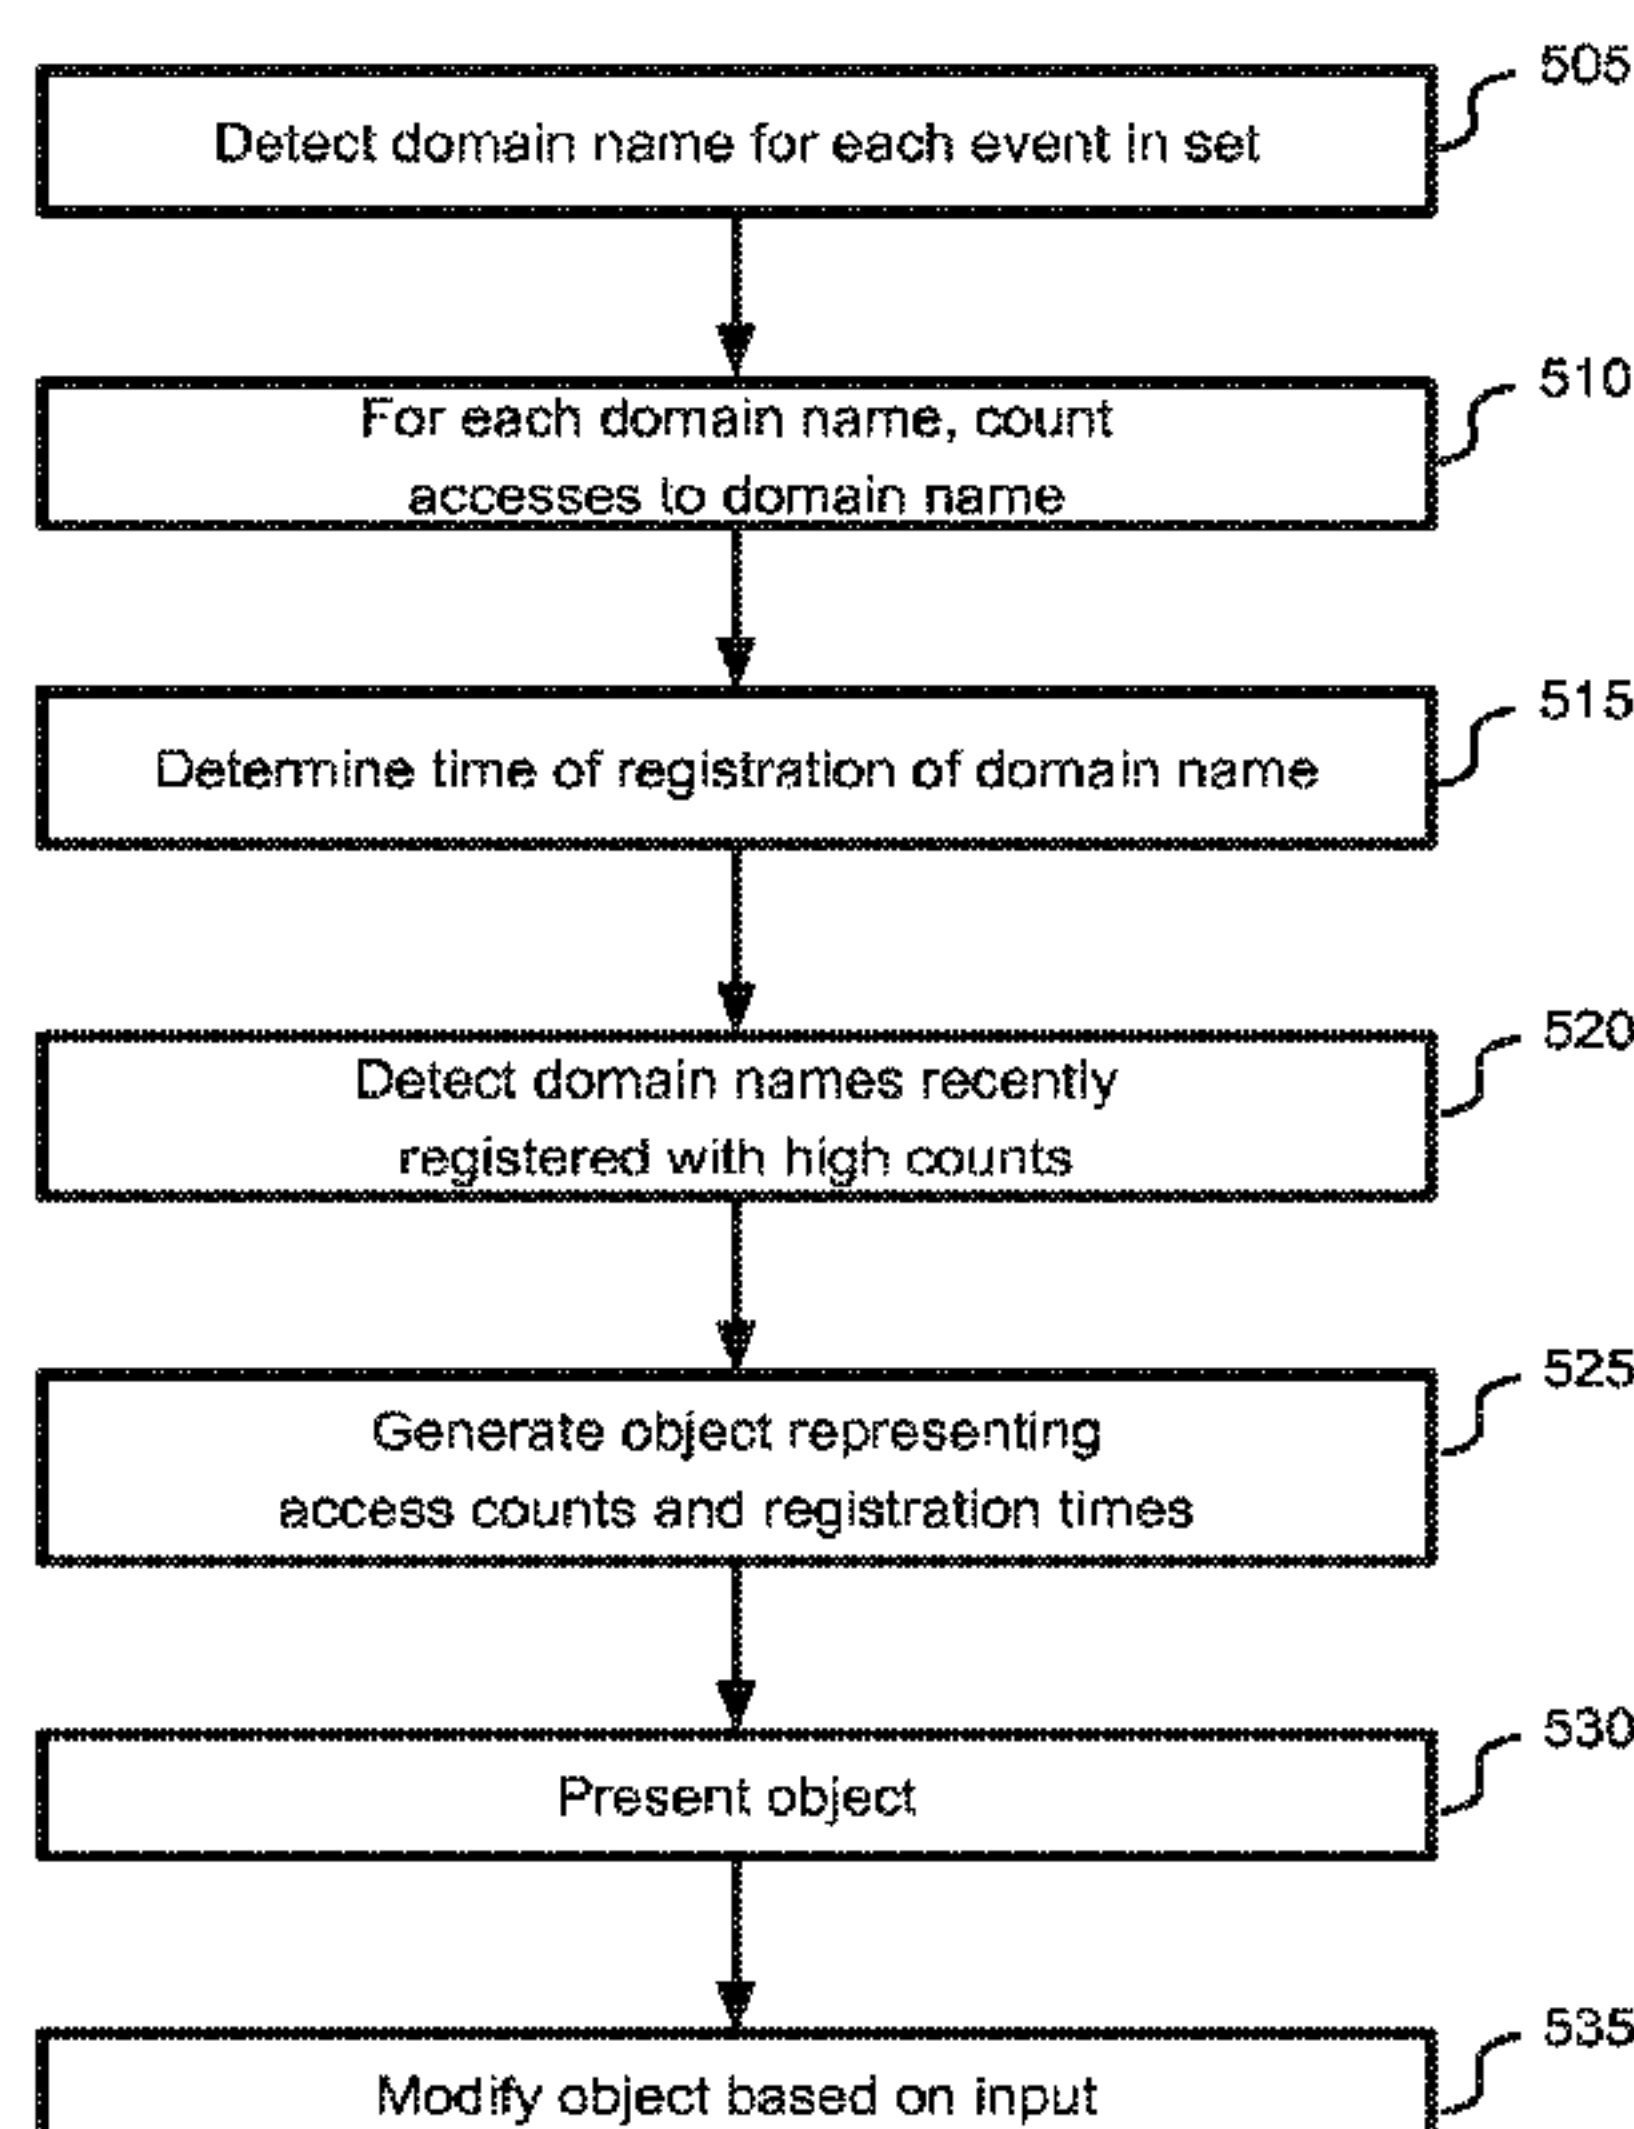 505
Detect domain name for each event in set
510
For each domain name, count
accesses to domain name
515
Determine time of registration of domain name
520
Detect domain names recently
registered with high counts
525
Generate object representing
access counts and registration times
530
Present object
535
Modify object based on input